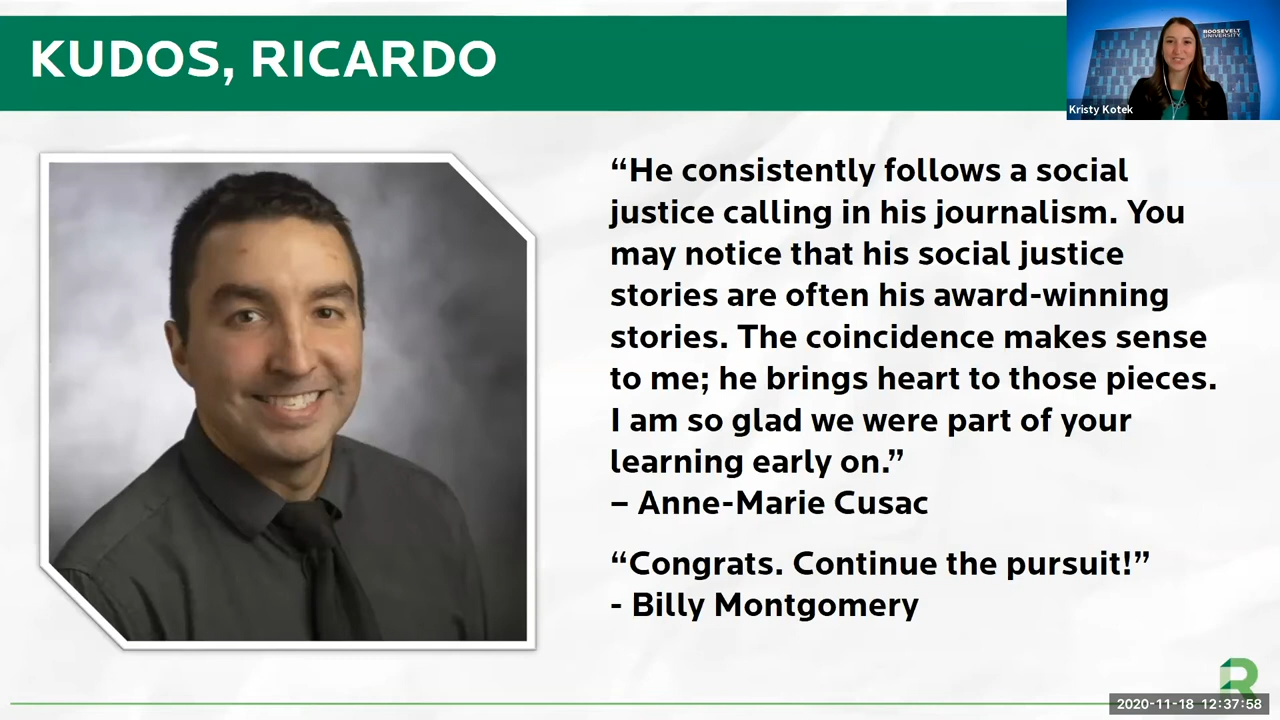 KUDOS, RICARDO
ROOSEVELT
UNIVERSITY
Kristy Kotek
“He consistently follows a social
justice calling in his journalism. You
may notice that his social justice
stories are often his award-winning
stories. The coincidence makes sense
to me; he brings heart to those pieces.
I am so glad we were part of your
learning early on.”
– Anne-Marie Cusac
“Congrats. Continue the pursuit!”
- Billy Montgomery
R
2020-11-18 12:37:58